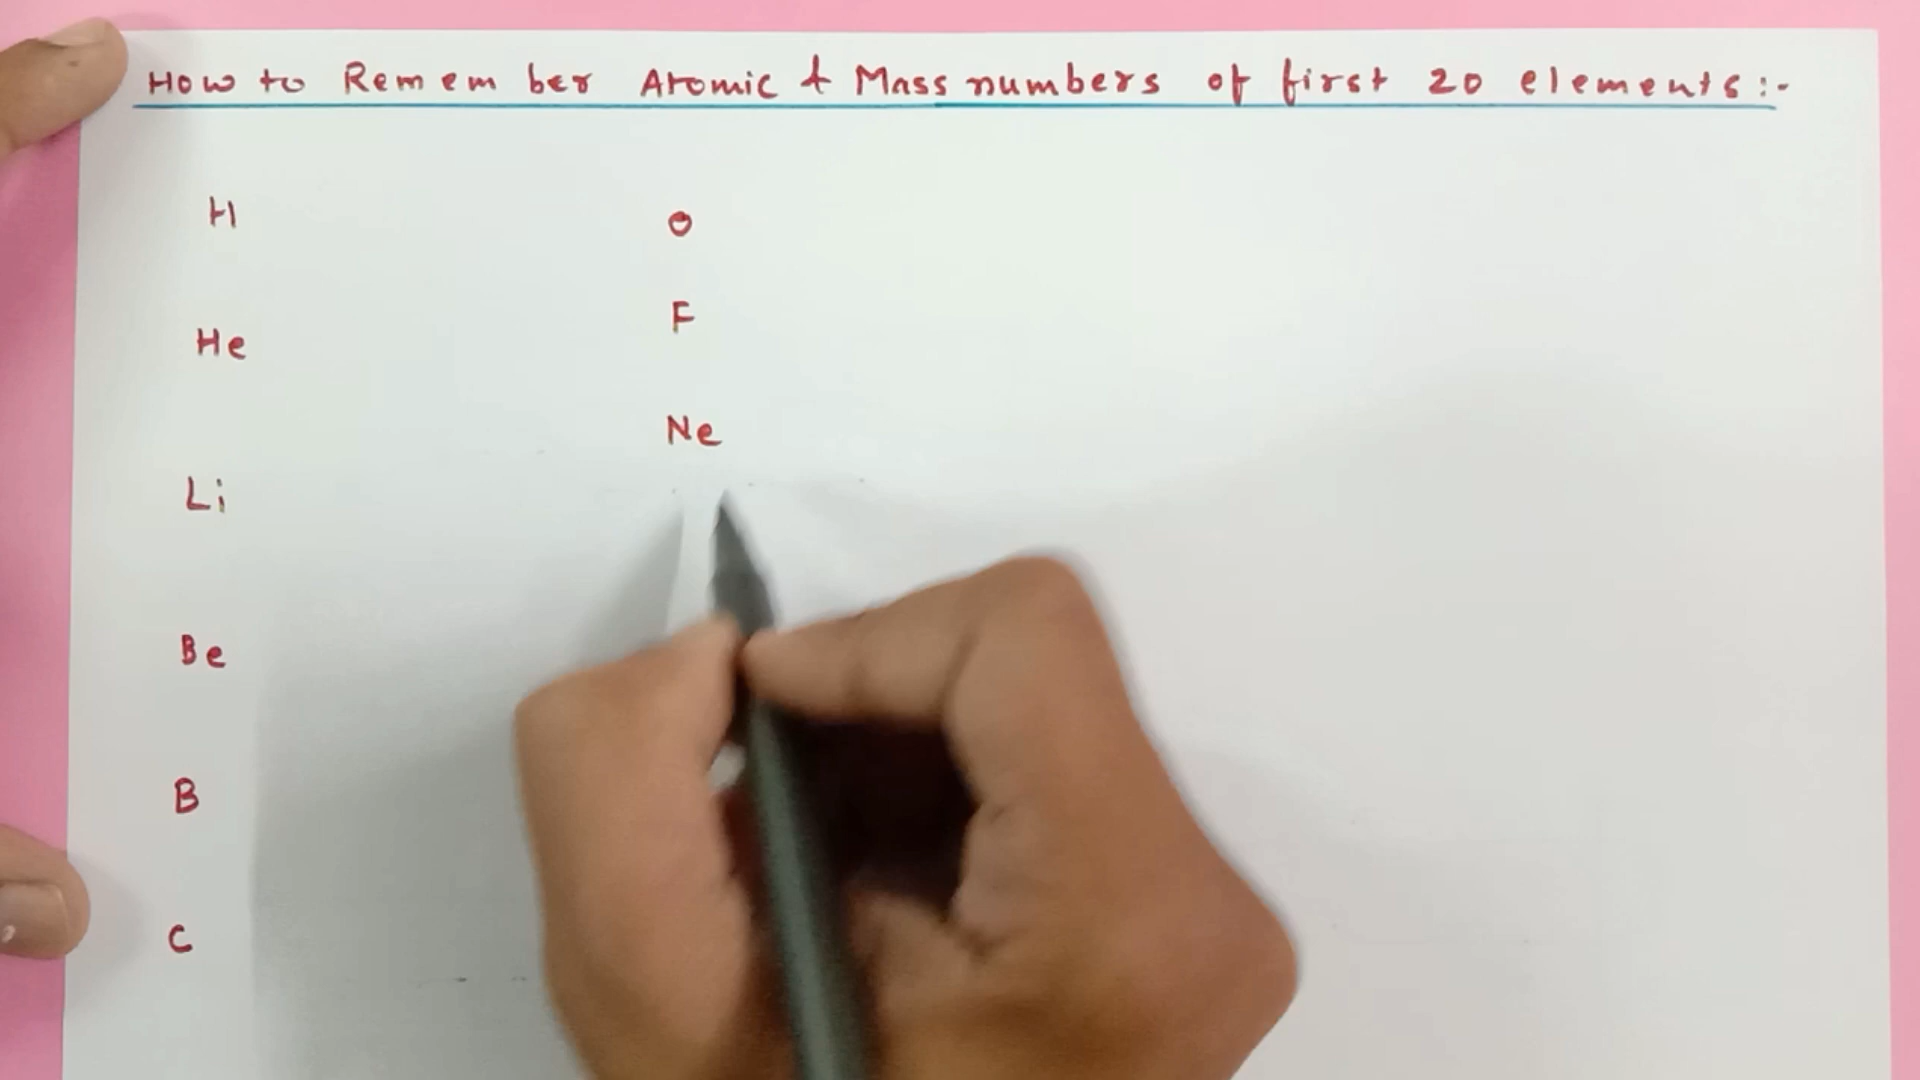 How to Remember Atomic & Mass numbers of first 20 elements:-
H
He
Li
Be
B
C
O
F
Ne